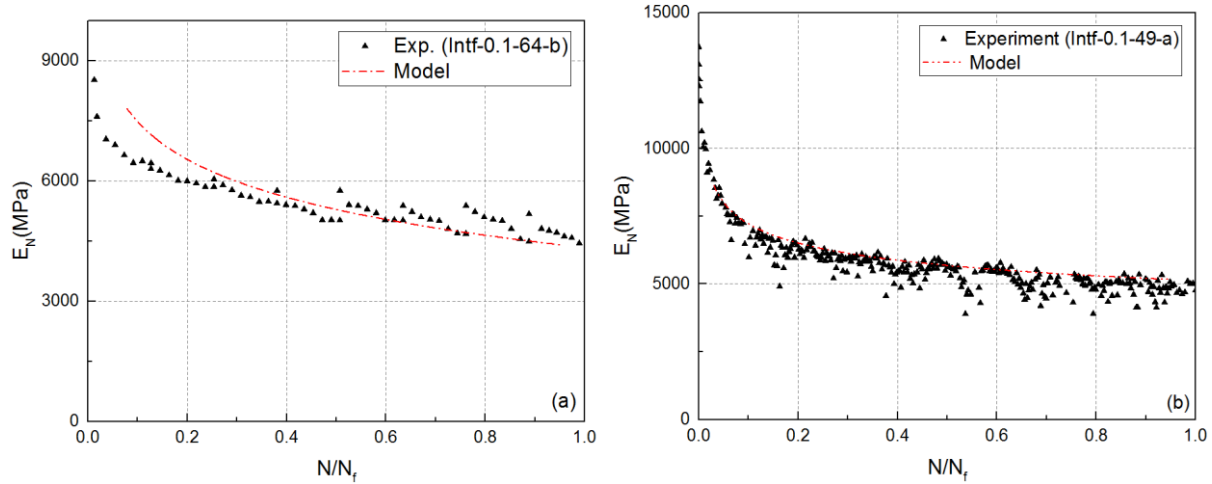 9000
6000
3000
0
E_N(MPa)
Exp. (Intf-0.1-64-b)
Model
(a)
0.0 0.2 0.4 0.6 0.8 1.0
N/N_f
15000
10000
5000
0
E_N(MPa)
Experiment (Intf-0.1-49-a)
Model
(b)
0.0 0.2 0.4 0.6 0.8 1.0
N/N_f